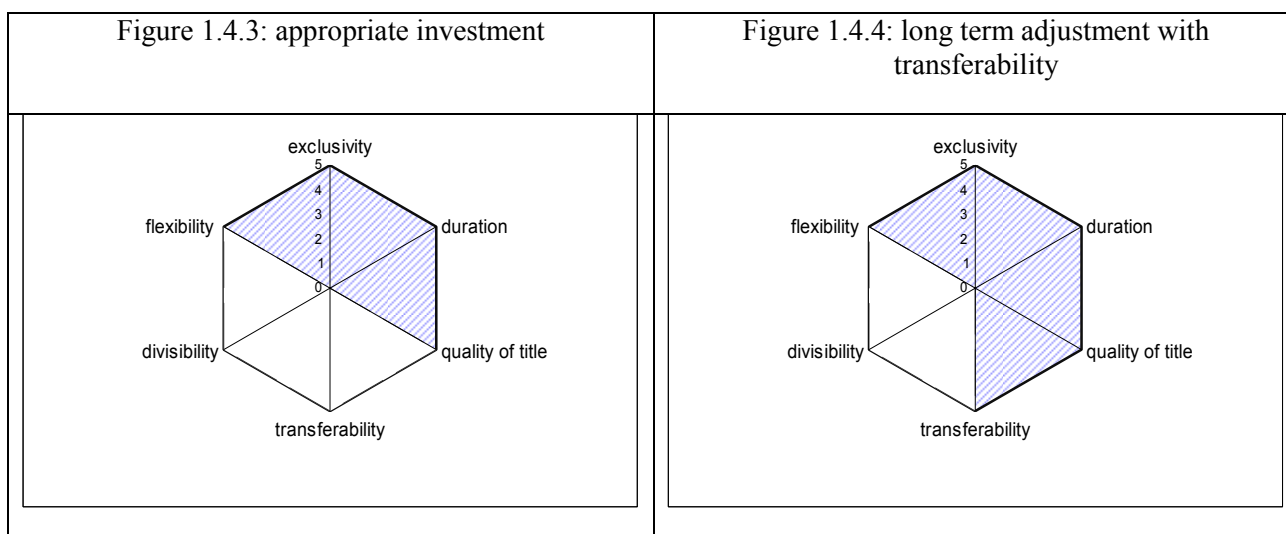 Figure 1.4.3: appropriate investment
Figure 1.4.4: long term adjustment with
transferability
exclusivity
5
4
3
2
1
0
flexibility
duration
divisibility
quality of title
transferability
exclusivity
5
4
3
2
1
0
flexibility
duration
divisibility
quality of title
transferability